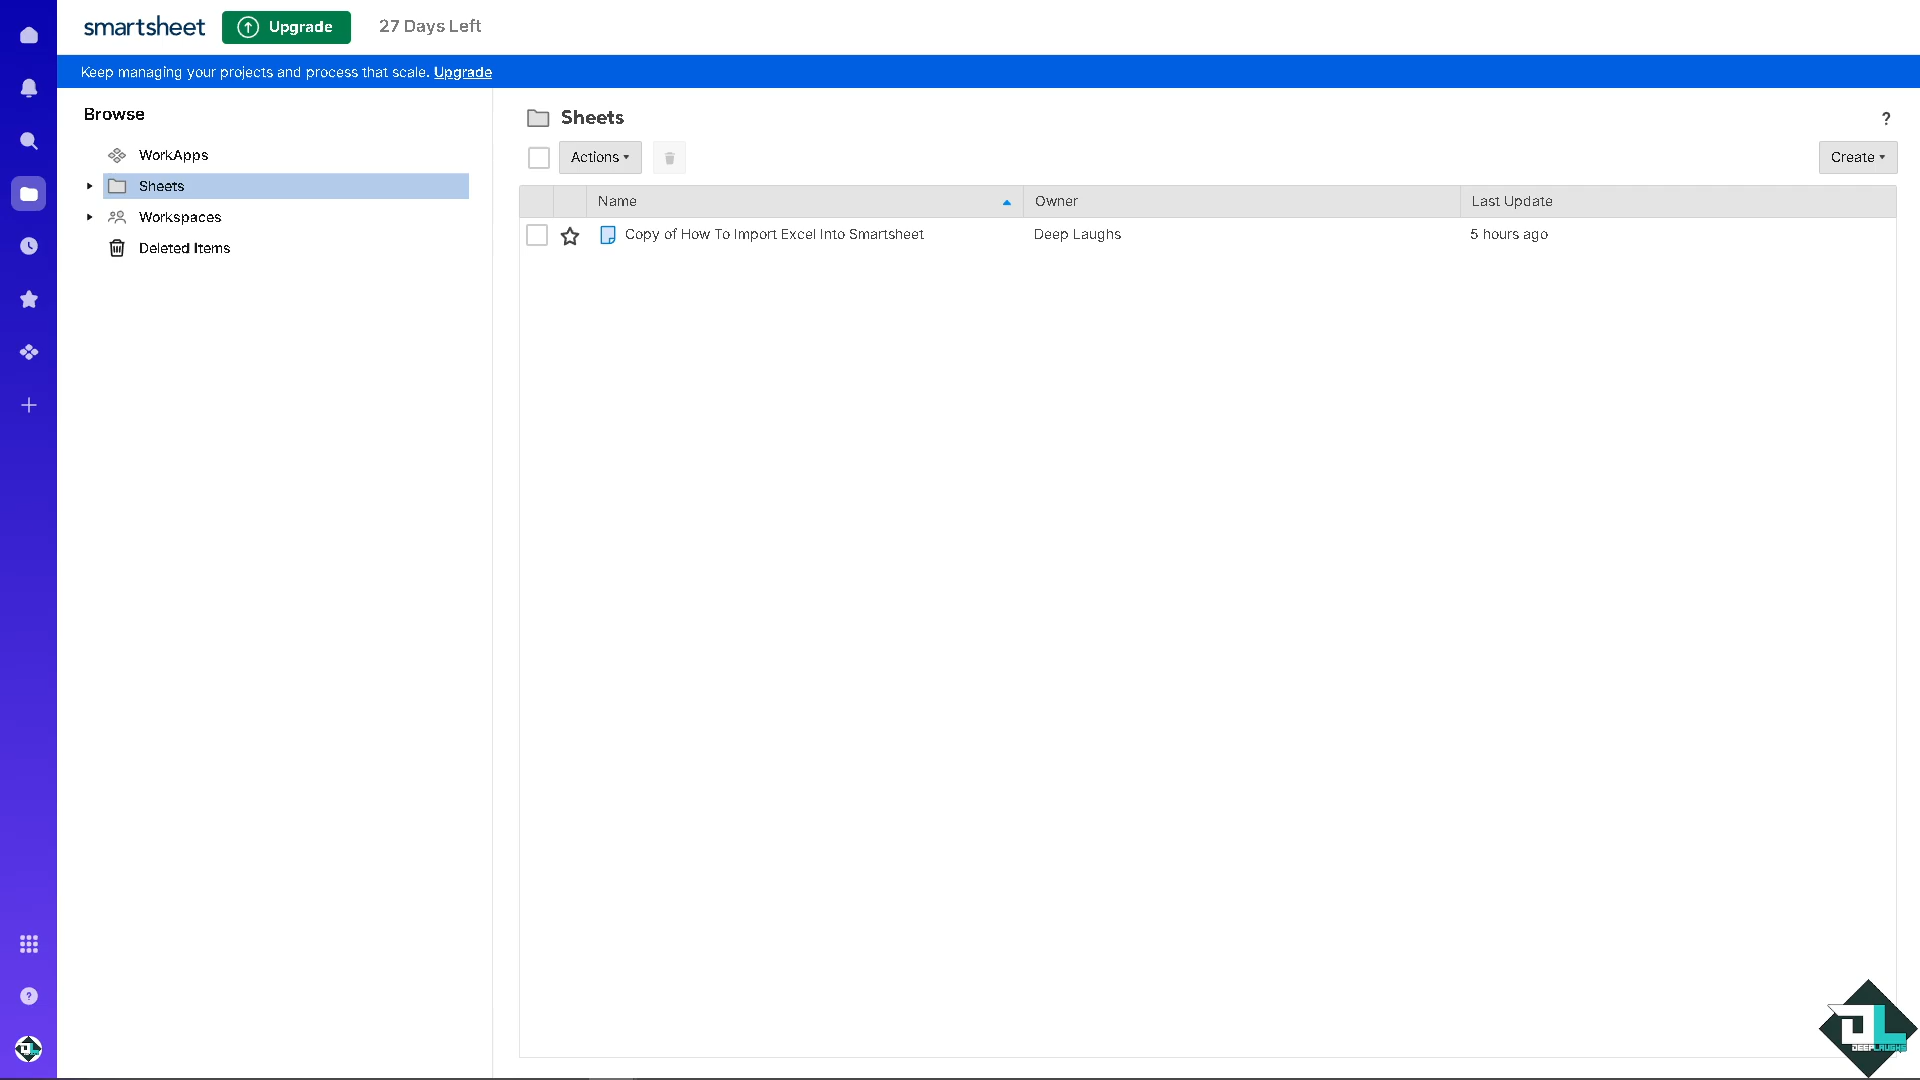 smartsheet
Upgrade
27 Days Left
Keep managing your projects and process that scale. Upgrade
Browse
WorkApps
Sheets
Workspaces
Deleted Items
Sheets
?
Actions
Create
Name
Owner
Last Update
Copy of How To Import Excel Into Smartsheet
Deep Laughs
5 hours ago
?
DEEPLAUGHS